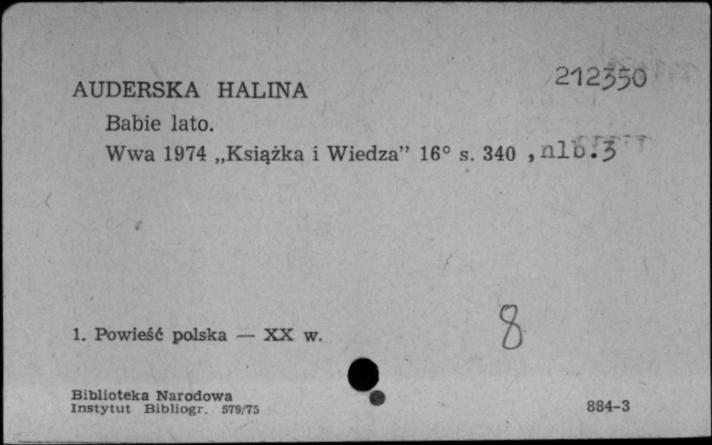 212350
AUDERSKA HALINA
Babie lato.
Wwa 1974 „Książka i Wiedza” 16° s. 340 , nlb. 3
8
1. Powieść polska — XX w.
Biblioteka Narodowa
Instytut Bibliogr. 579/75
884-3